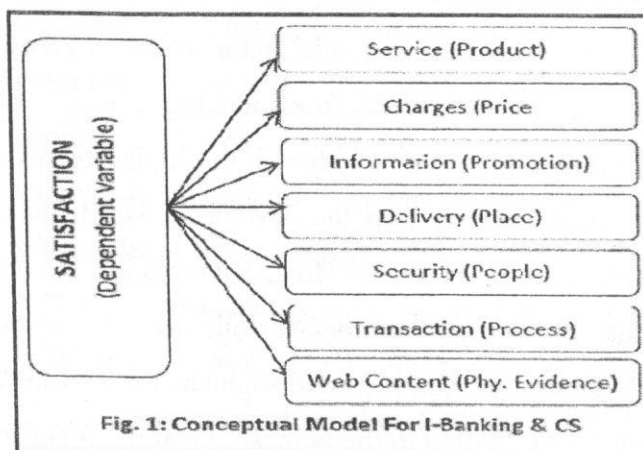 SATISFACTION
(Dependent Variable)
Service (Product)
Charges (Price
Information (Promotion)
Delivery (Place)
Security (People)
Transaction (Process)
Web Content (Phy. Evidence)
Fig. 1: Conceptual Model For I-Banking & CS